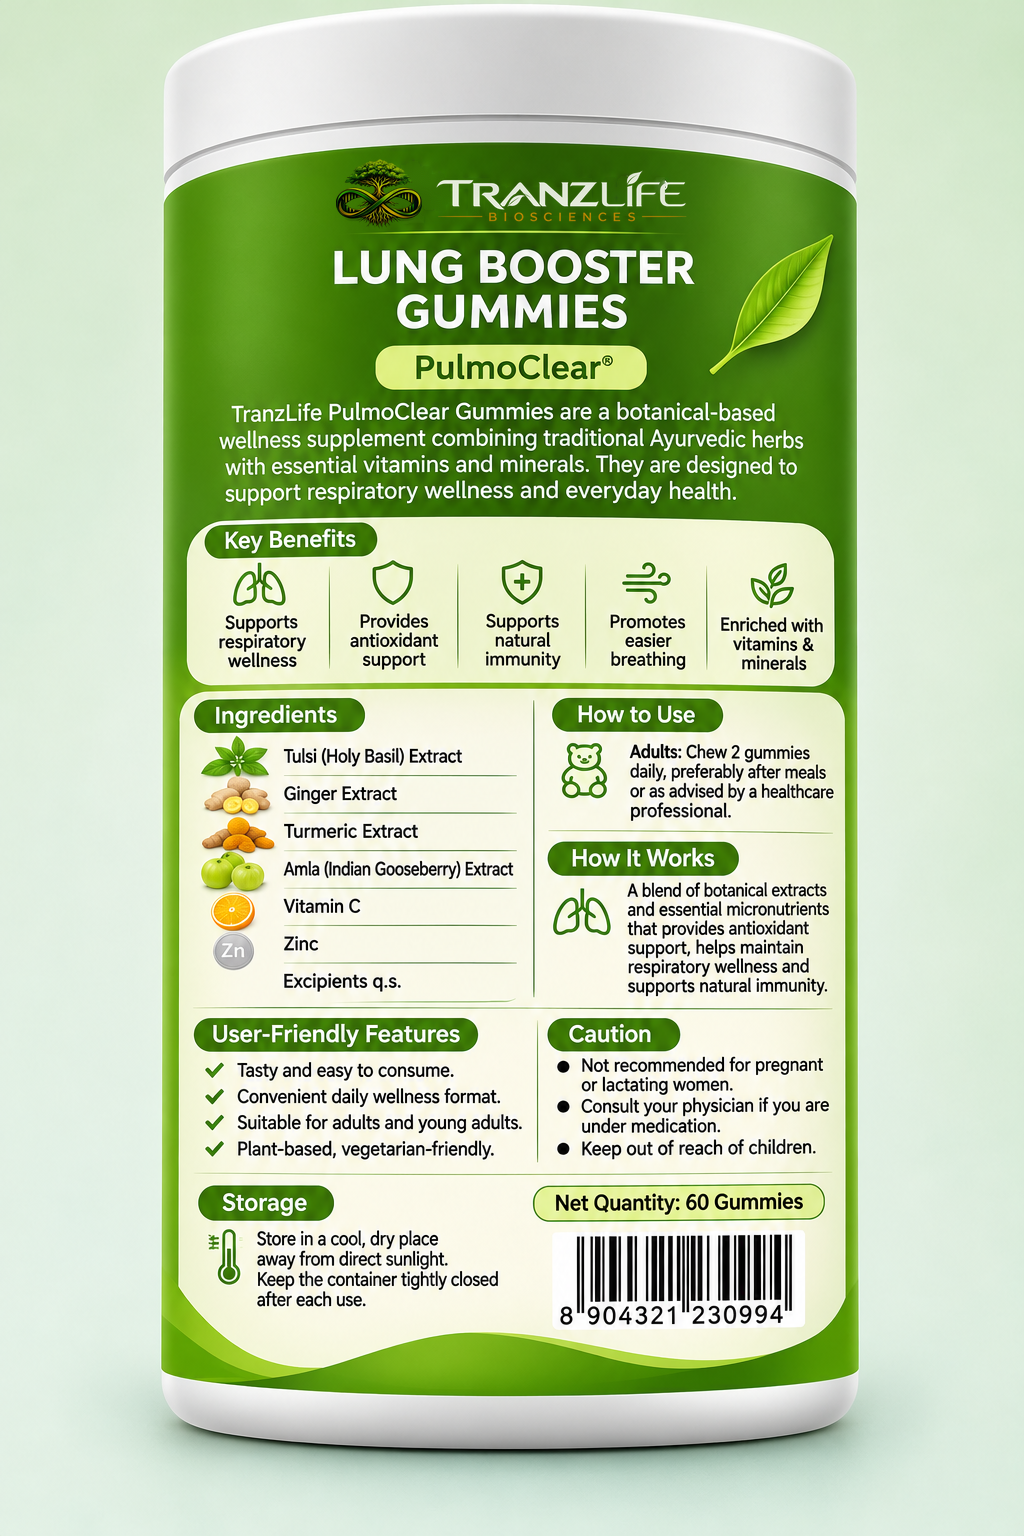 TRANZLIFE
BIOSCIENCES
LUNG BOOSTER
GUMMIES
PulmoClear®
TranzLife PulmoClear Gummies are a botanical-based
wellness supplement combining traditional Ayurvedic herbs
with essential vitamins and minerals. They are designed to
support respiratory wellness and everyday health.
Key Benefits
Supports
respiratory
wellness
Provides
antioxidant
support
Supports
natural
immunity
Promotes
easier
breathing
Enriched with
vitamins &
minerals
Ingredients
Tulsi (Holy Basil) Extract
Ginger Extract
Turmeric Extract
Amla (Indian Gooseberry) Extract
Vitamin C
Zn
Zinc
Excipients q.s.
How to Use
Adults: Chew 2 gummies
daily, preferably after meals
or as advised by a healthcare
professional.
How It Works
A blend of botanical extracts
and essential micronutrients
that provides antioxidant
support, helps maintain
respiratory wellness and
supports natural immunity.
User-Friendly Features
✓ Tasty and easy to consume.
✓ Convenient daily wellness format.
✓ Suitable for adults and young adults.
✓ Plant-based, vegetarian-friendly.
Caution
● Not recommended for pregnant
or lactating women.
● Consult your physician if you are
under medication.
● Keep out of reach of children.
Storage
Store in a cool, dry place
away from direct sunlight.
Keep the container tightly closed
after each use.
Net Quantity: 60 Gummies
8 904321 230994